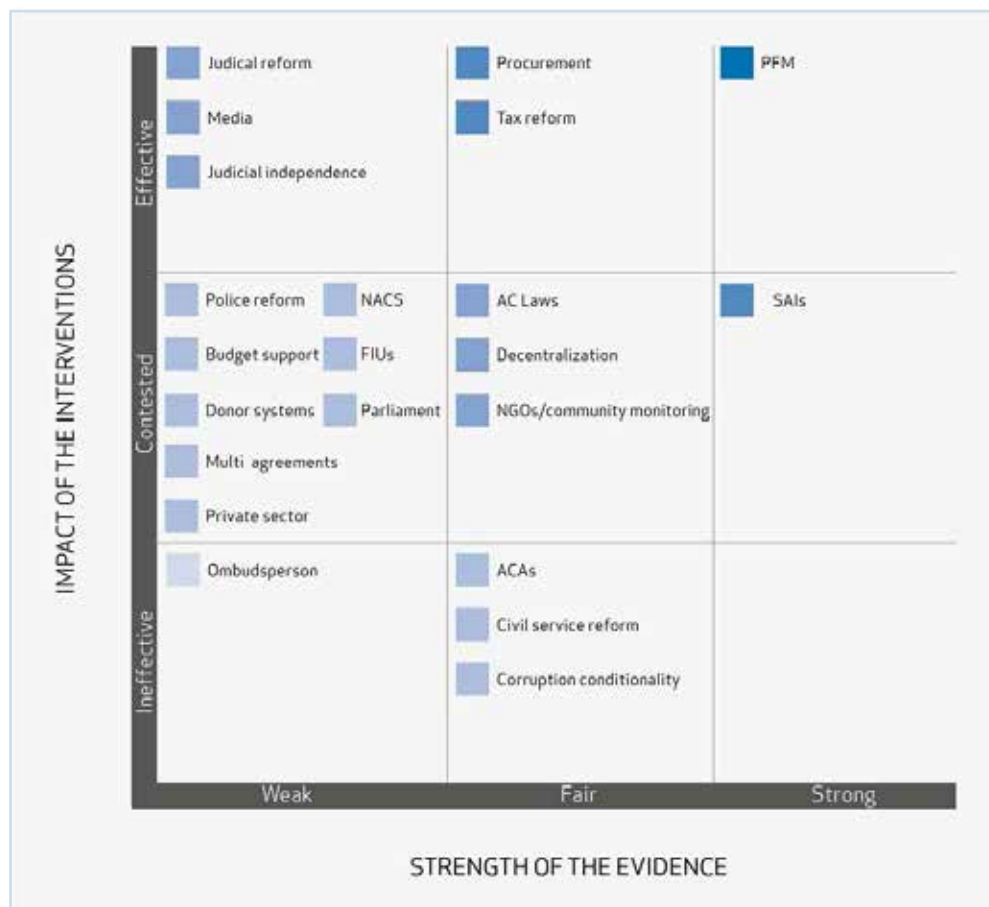 IMPACT OF THE INTERVENTIONS
Effective
Judical reform
Procurement
PFM
Media
Tax reform
Judicial independence
Contested
Police reform
NACS
AC Laws
SAIs
Budget support
FIUs
Decentralization
Donor systems
Parliament
NGOs/community monitoring
Multi agreements
Private sector
Ineffective
Ombudsperson
ACAs
Civil service reform
Corruption conditionality
Weak
Fair
Strong
STRENGTH OF THE EVIDENCE